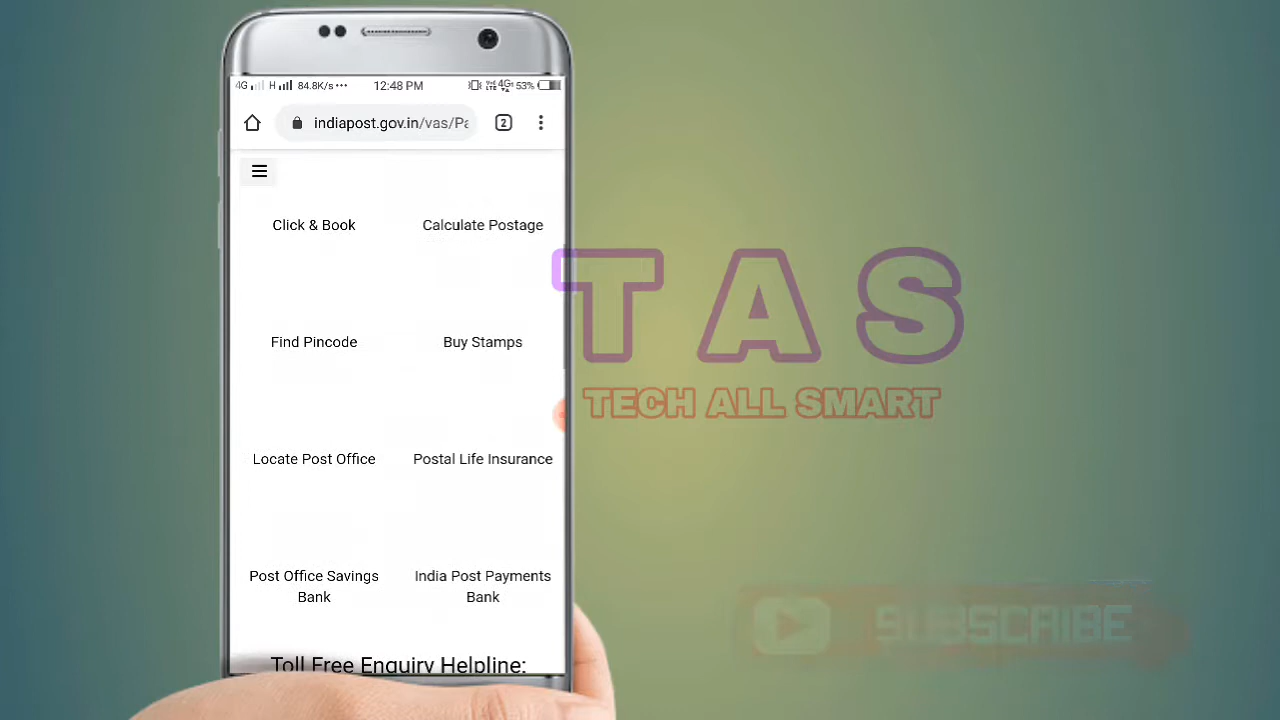 4G H 84.8K/s ··· 12:48 PM 4G 53%
indiapost.gov.in/vas/Pa
2
Click & Book
Calculate Postage
Find Pincode
Buy Stamps
Locate Post Office
Postal Life Insurance
Post Office Savings
Bank
India Post Payments
Bank
Toll Free Enquiry Helpline:
T A S
TECH ALL SMART
SUBSCRIBE